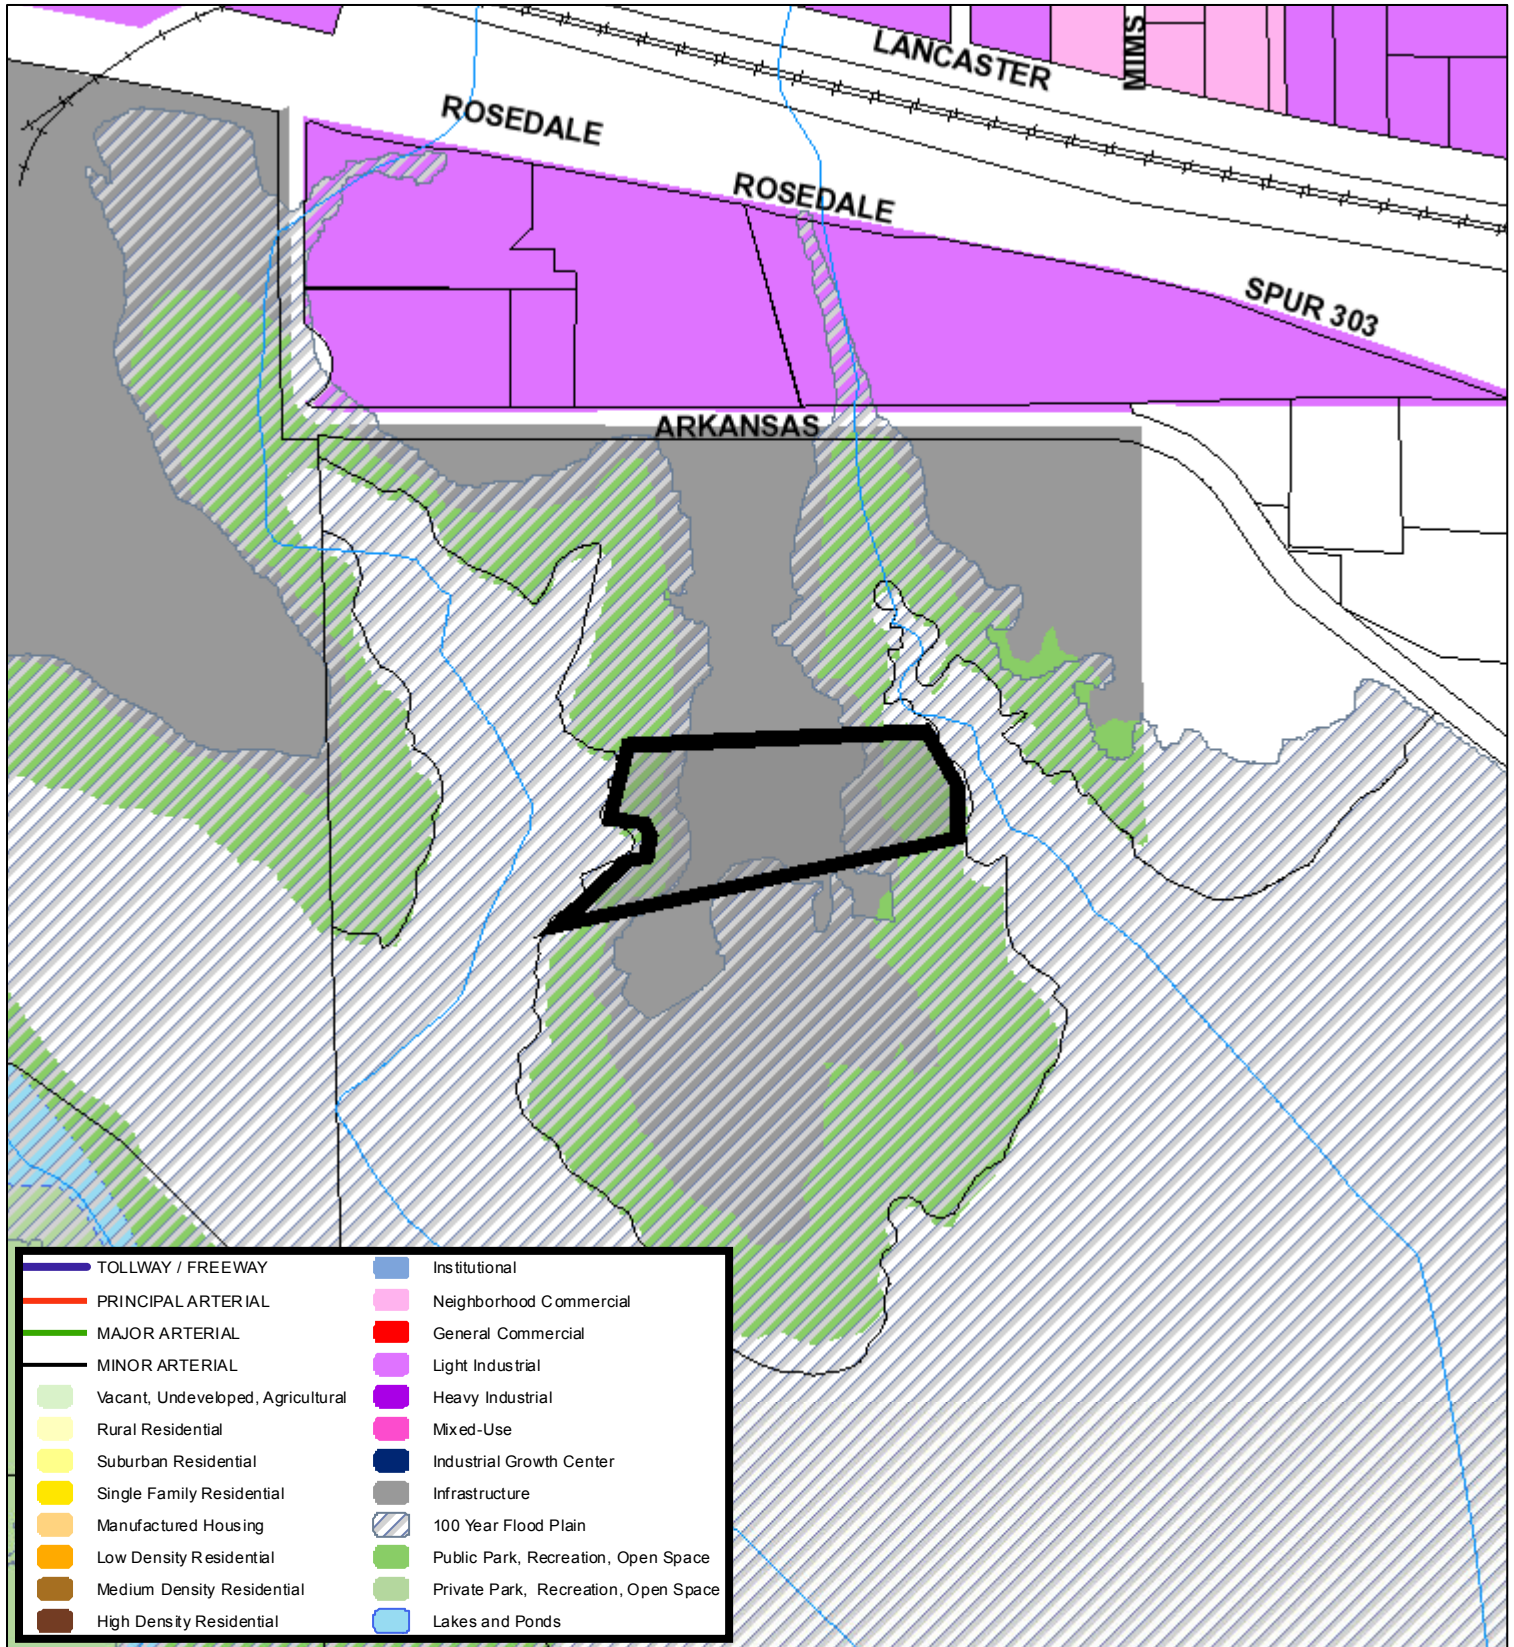 LANCASTER
MIMS
ROSEDALE
ROSEDALE
SPUR 303
ARKANSAS
TOLLWAY / FREEWAY
PRINCIPAL ARTERIAL
MAJOR ARTERIAL
MINOR ARTERIAL
Vacant, Undeveloped, Agricultural
Rural Residential
Suburban Residential
Single Family Residential
Manufactured Housing
Low Density Residential
Medium Density Residential
High Density Residential
Institutional
Neighborhood Commercial
General Commercial
Light Industrial
Heavy Industrial
Mixed-Use
Industrial Growth Center
Infrastructure
100 Year Flood Plain
Public Park, Recreation, Open Space
Private Park, Recreation, Open Space
Lakes and Ponds